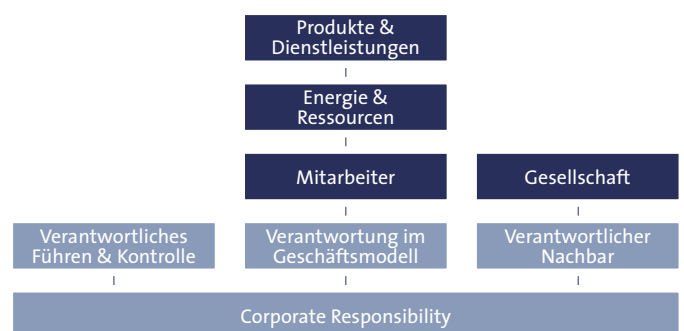 Produkte &
Dienstleistungen
Energie &
Ressourcen
Mitarbeiter
Gesellschaft
Verantwortliches
Führen & Kontrolle
Verantwortung im
Geschäftsmodell
Verantwortlicher
Nachbar
Corporate Responsibility